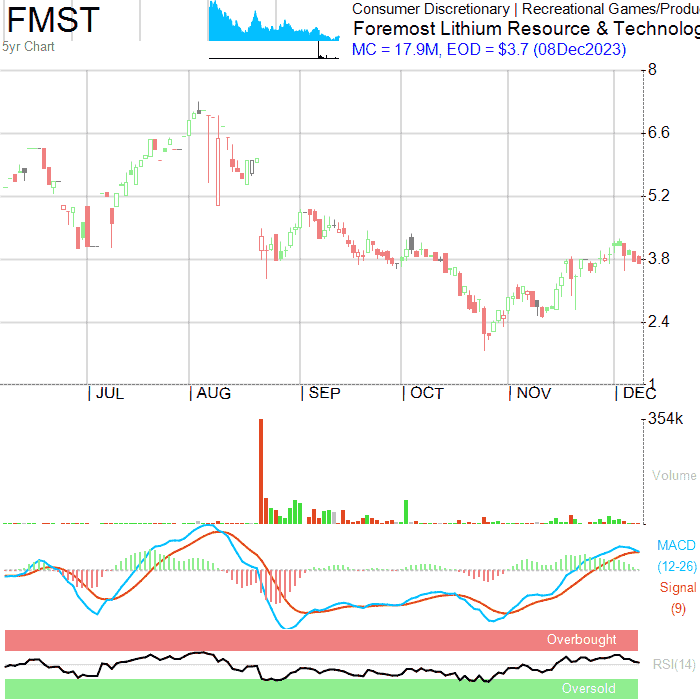 FMST
5yr Chart
Consumer Discretionary | Recreational Games/Produ
Foremost Lithium Resource & Technolog
MC = 17.9M, EOD = $3.7 (08Dec2023)
8
6.6
5.2
3.8
2.4
1
JUL
AUG
SEP
OCT
NOV
DEC
354k
Volume
MACD
(12-26)
Signal
(9)
Overbought
RSI(14)
Oversold